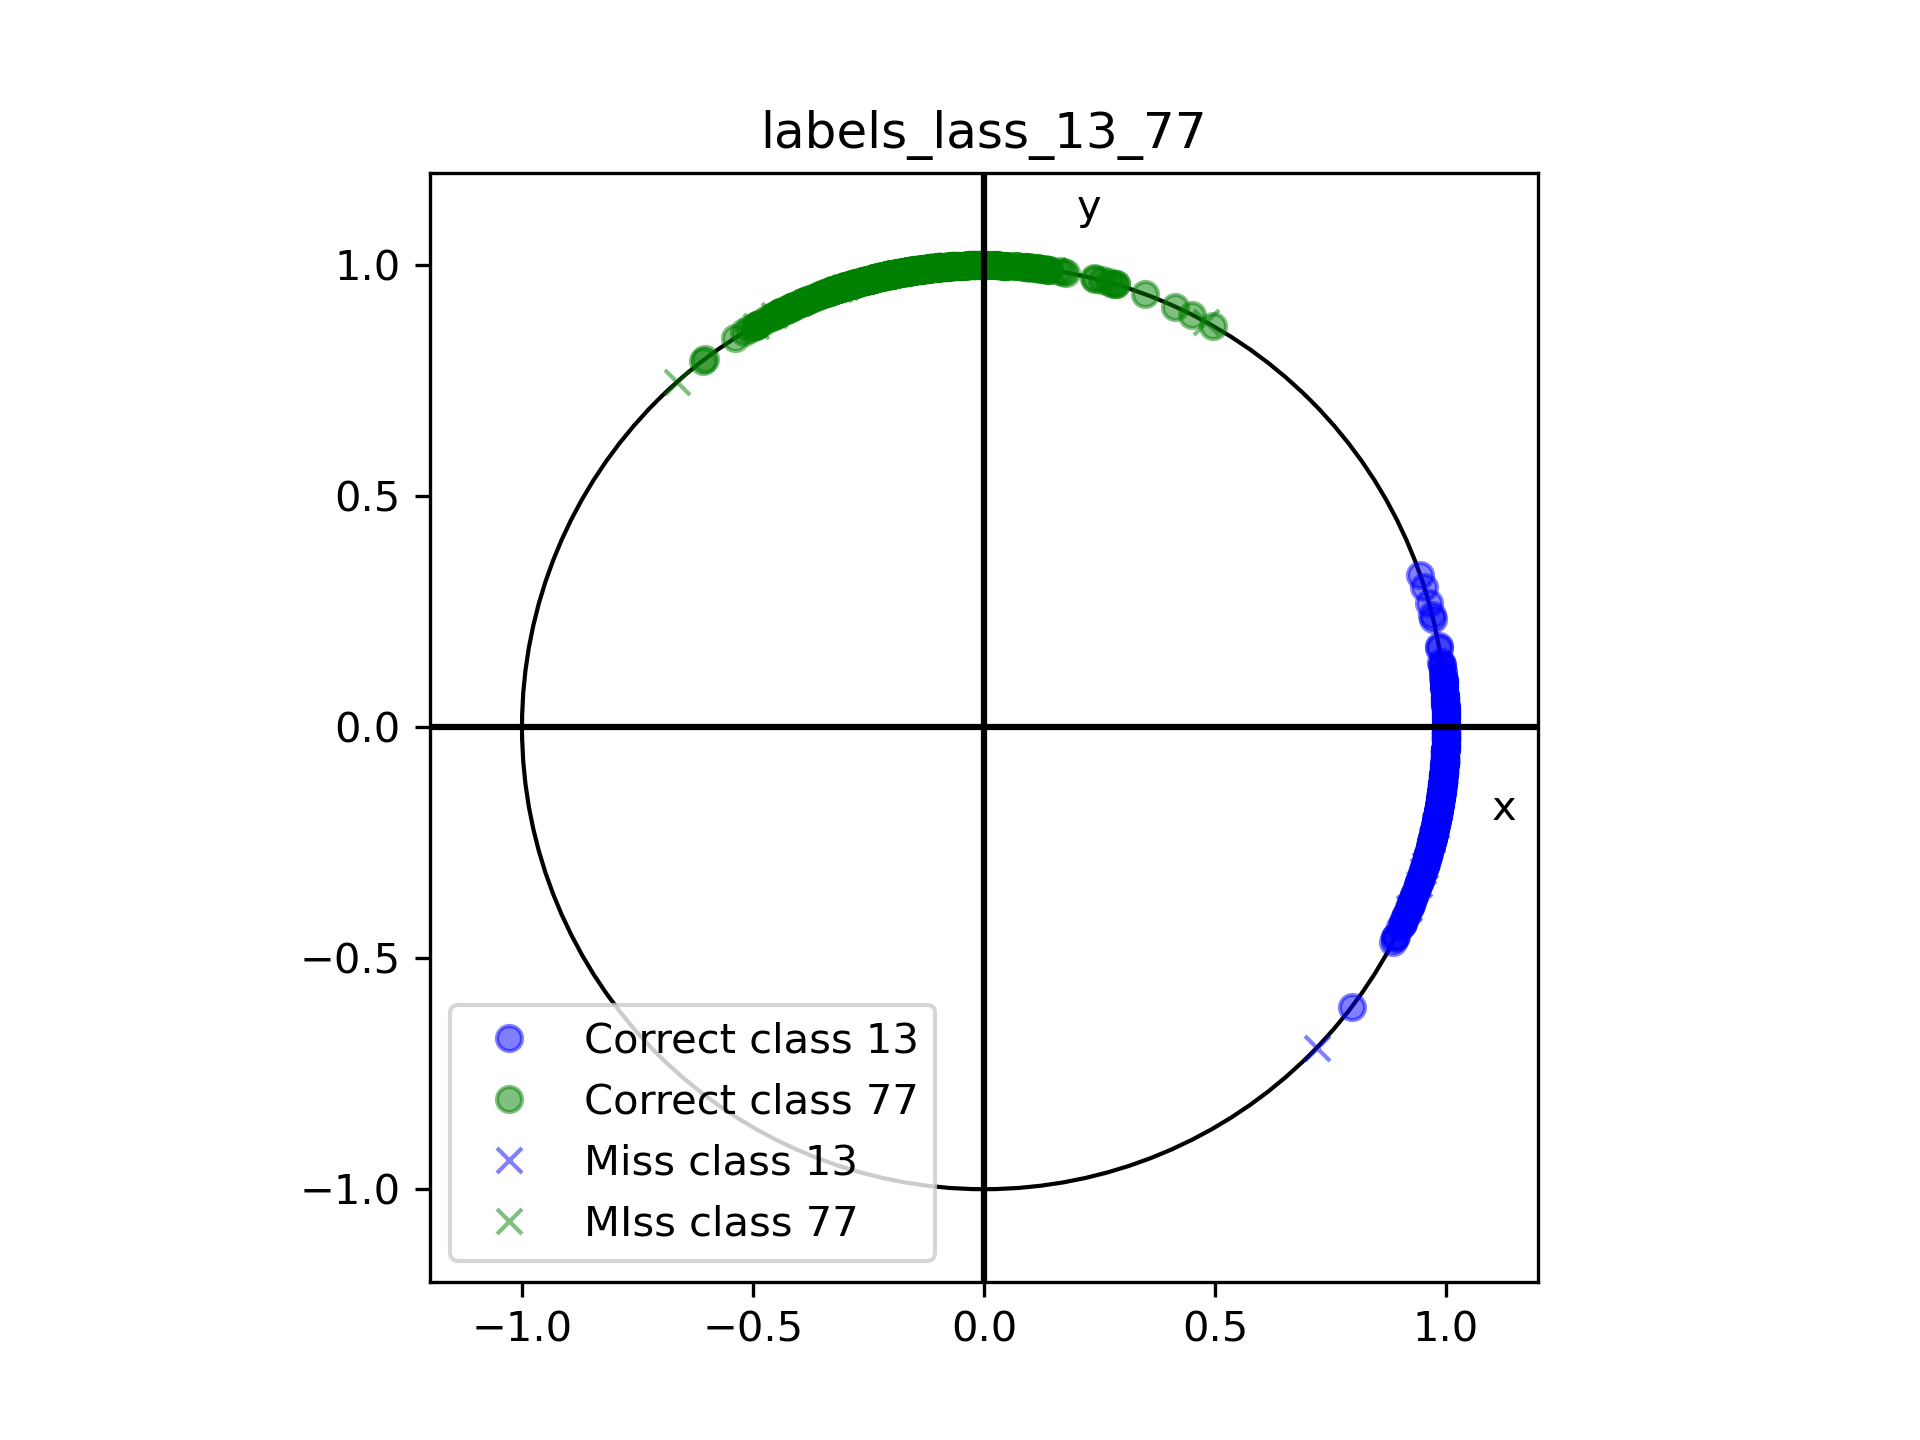 labels_lass_13_77
y
1.0
0.5
0.0
x
−0.5
−1.0
Correct class 13
Correct class 77
Miss class 13
MIss class 77
−1.0 −0.5 0.0 0.5 1.0